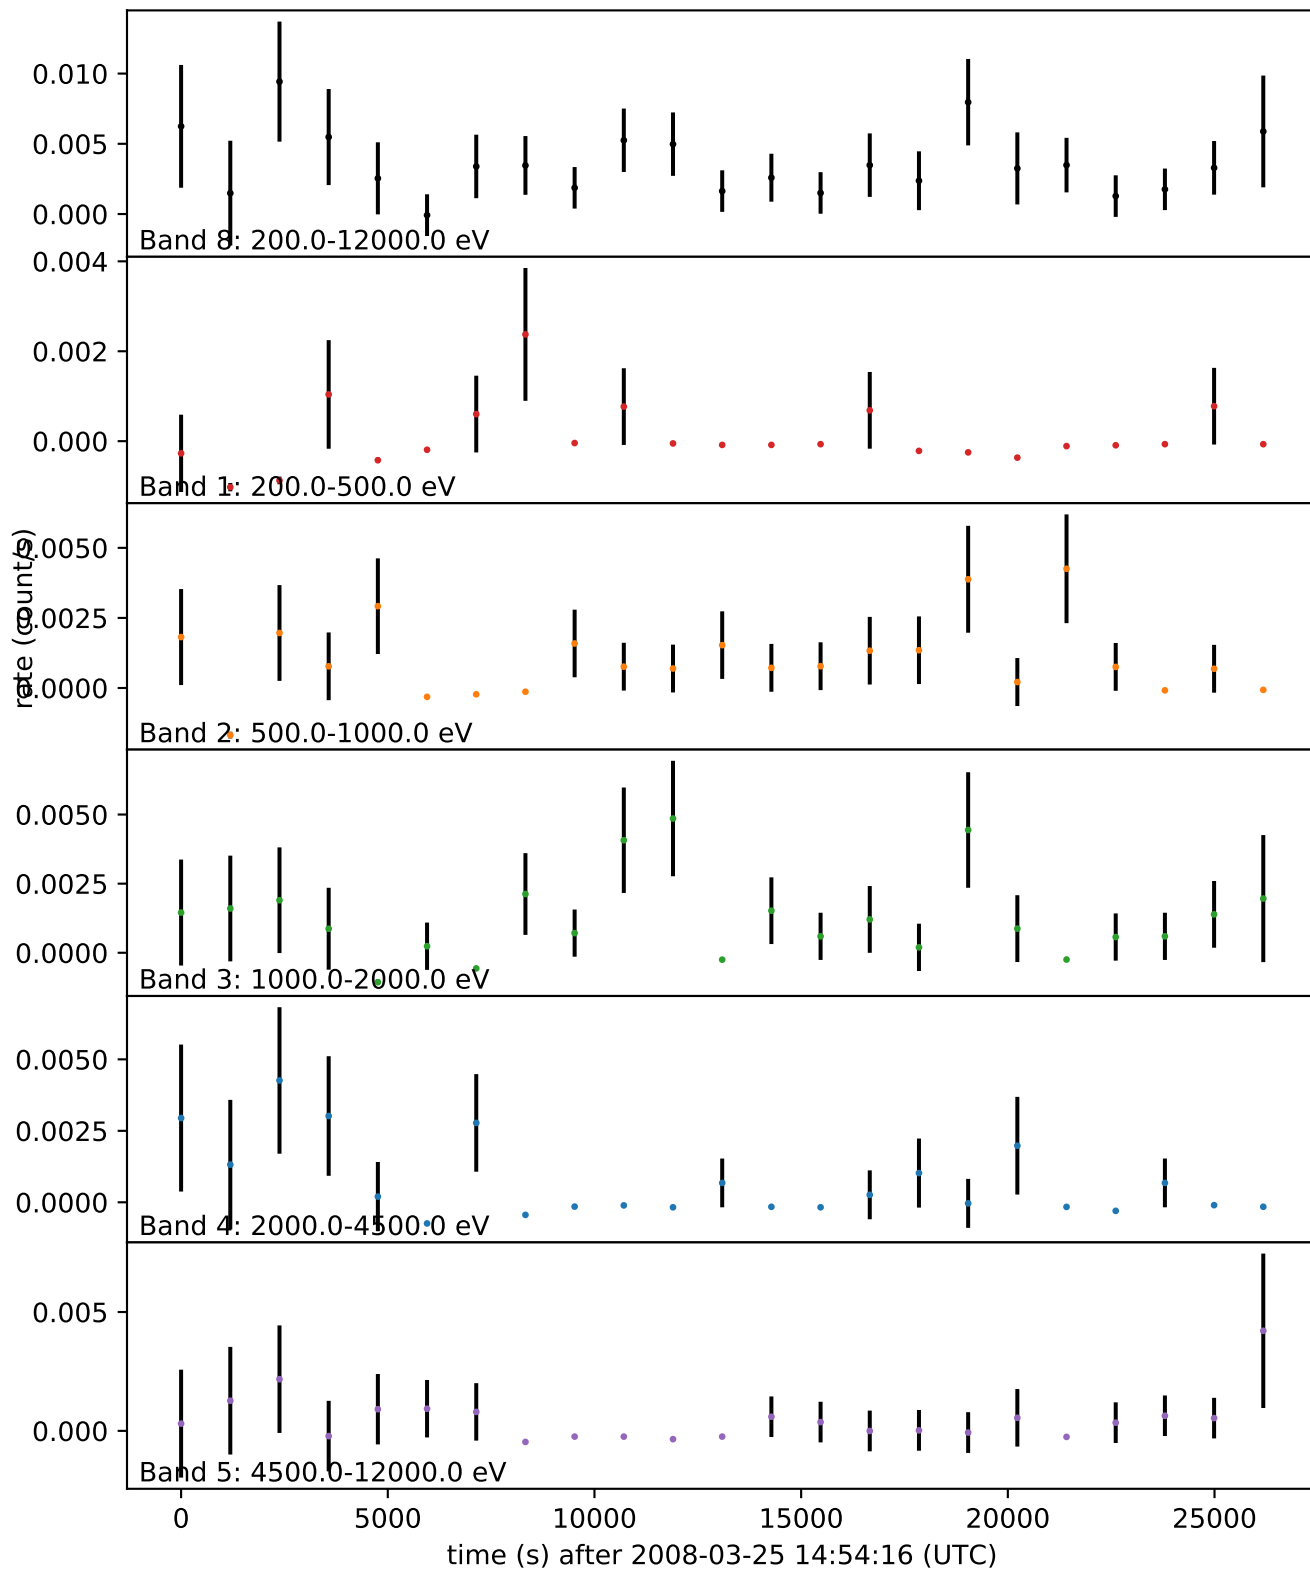 0.010
0.005
0.000
Band 8: 200.0-12000.0 eV
0.004
0.002
0.000
Band 1: 200.0-500.0 eV
rate (count/s)
0.0050
0.0025
0.0000
Band 2: 500.0-1000.0 eV
0.0050
0.0025
0.0000
Band 3: 1000.0-2000.0 eV
0.0050
0.0025
0.0000
Band 4: 2000.0-4500.0 eV
0.005
0.000
Band 5: 4500.0-12000.0 eV
0 5000 10000 15000 20000 25000
time (s) after 2008-03-25 14:54:16 (UTC)